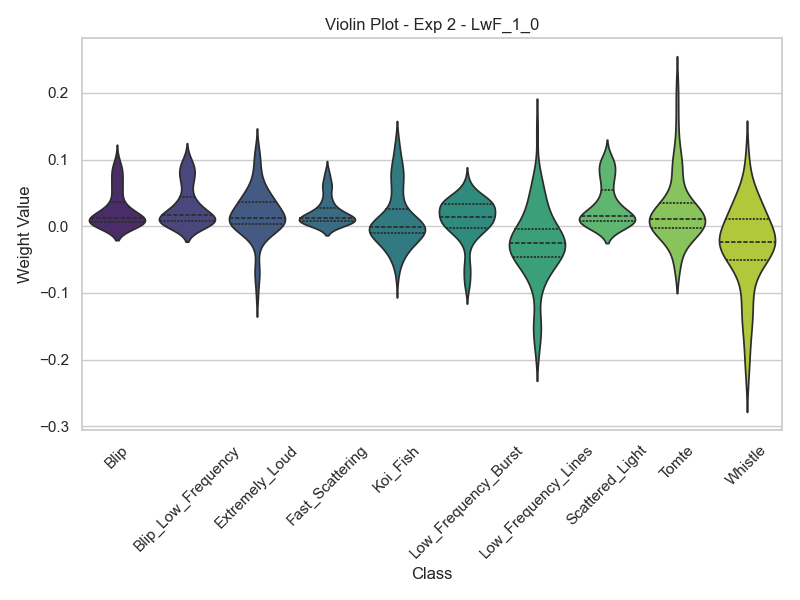 Violin Plot - Exp 2 - LwF_1_0
Weight Value
0.2
0.1
0.0
−0.1
−0.2
−0.3
Blip
Blip_Low_Frequency
Extremely_Loud
Fast_Scattering
Koi_Fish
Low_Frequency_Burst
Low_Frequency_Lines
Scattered_Light
Tomte
Whistle
Class